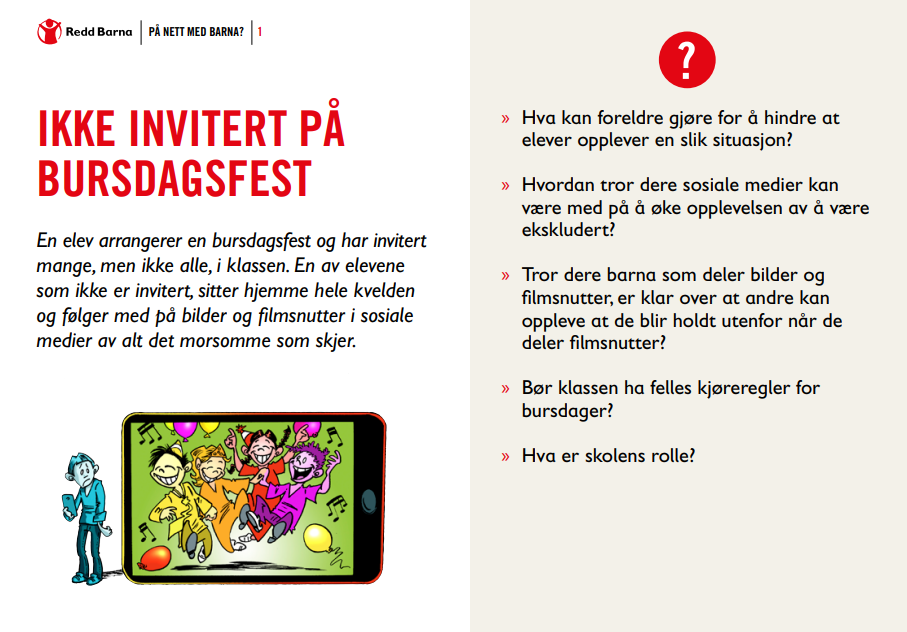 Redd Barna | PÅ NETT MED BARNA? | 1
IKKE INVITERT PÅ
BURSDAGSFEST
En elev arrangerer en bursdagsfest og har invitert
mange, men ikke alle, i klassen. En av elevene
som ikke er invitert, sitter hjemme hele kvelden
og følger med på bilder og filmsnutter i sosiale
medier av alt det morsomme som skjer.
?
» Hva kan foreldre gjøre for å hindre at
elever opplever en slik situasjon?
» Hvordan tror dere sosiale medier kan
være med på å øke opplevelsen av å være
ekskludert?
» Tror dere barna som deler bilder og
filmsnutter, er klar over at andre kan
oppleve at de blir holdt utenfor når de
deler filmsnutter?
» Bør klassen ha felles kjøreregler for
bursdager?
» Hva er skolens rolle?